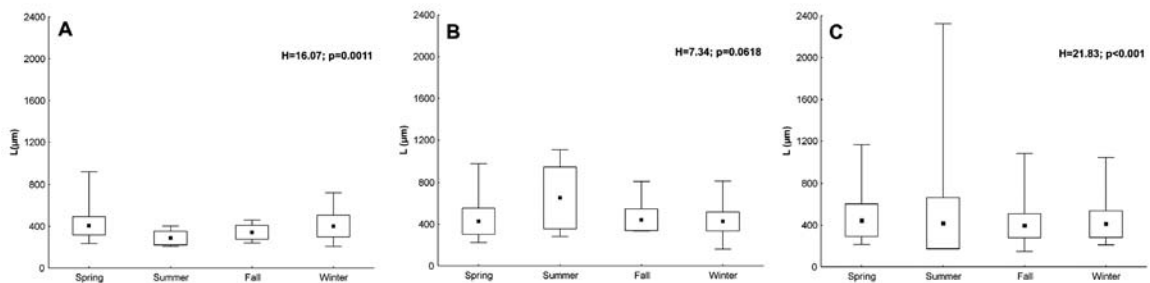 A
H=16.07; p=0.0011
L(µm)
2400
2000
1600
1200
800
400
0
Spring Summer Fall Winter
B
H=7.34; p=0.0618
L (µm)
2400
2000
1600
1200
800
400
0
Spring Summer Fall Winter
C
H=21.83; p<0.001
L (µm)
2400
2000
1600
1200
800
400
0
Spring Summer Fall Winter